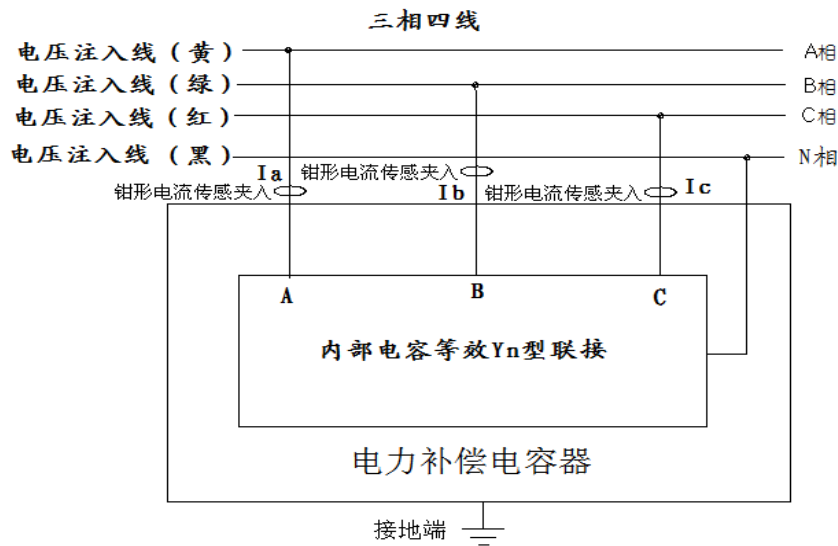 三相四线
电压注入线（黄） A相
电压注入线（绿） B相
电压注入线（红） C相
电压注入线（黑） N相
Ia 钳形电流传感夹入
钳形电流传感夹入 Ib 钳形电流传感夹入 Ic
A B C
内部电容等效Yn型联接
电力补偿电容器
接地端